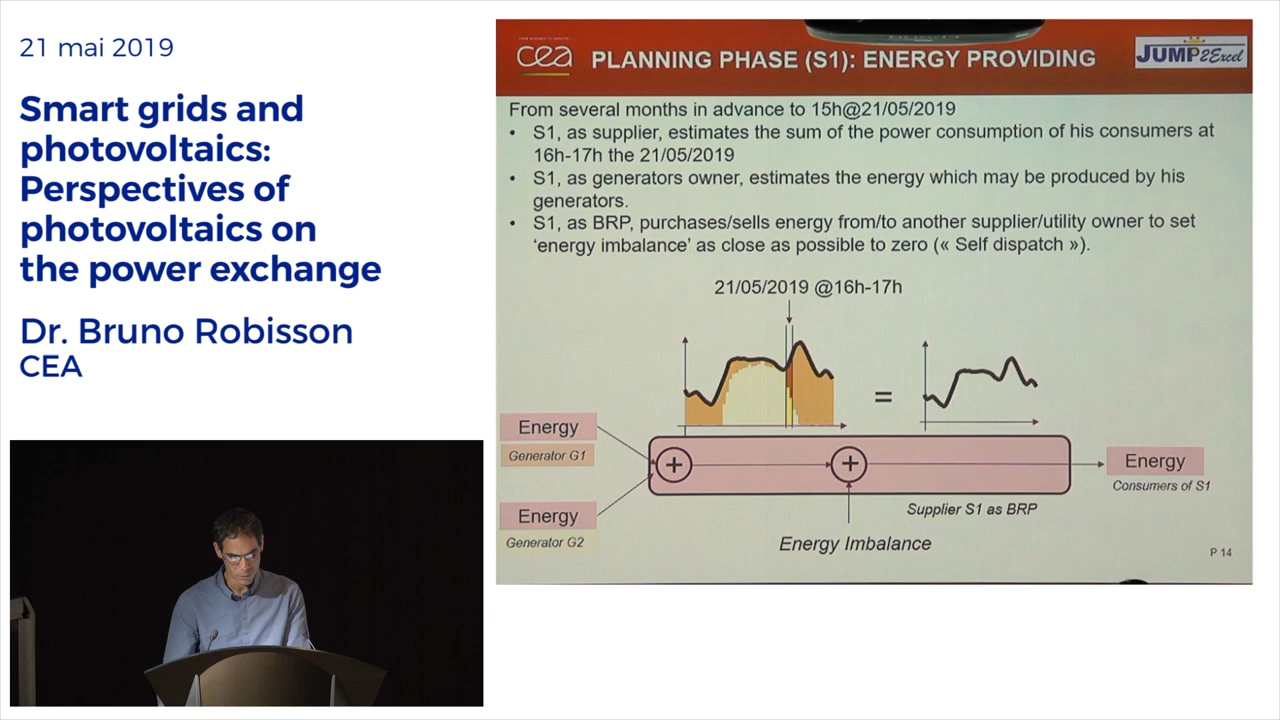 21 mai 2019
Smart grids and
photovoltaics:
Perspectives of
photovoltaics on
the power exchange
Dr. Bruno Robisson
CEA
cea
PLANNING PHASE (S1): ENERGY PROVIDING
JUMP2Excel
From several months in advance to 15h@21/05/2019
• S1, as supplier, estimates the sum of the power consumption of his consumers at
16h-17h the 21/05/2019
• S1, as generators owner, estimates the energy which may be produced by his
generators.
• S1, as BRP, purchases/sells energy from/to another supplier/utility owner to set
‘energy imbalance’ as close as possible to zero (« Self dispatch »).
21/05/2019 @16h-17h
=
Energy
Generator G1
+
+
Energy
Consumers of S1
Energy
Generator G2
Supplier S1 as BRP
Energy Imbalance
P 14